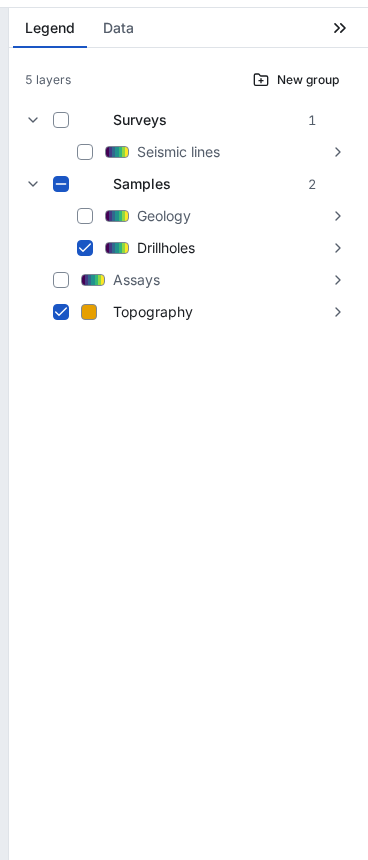 Legend Data
5 layers New group
Surveys 1
Seismic lines
Samples 2
Geology
Drillholes
Assays
Topography